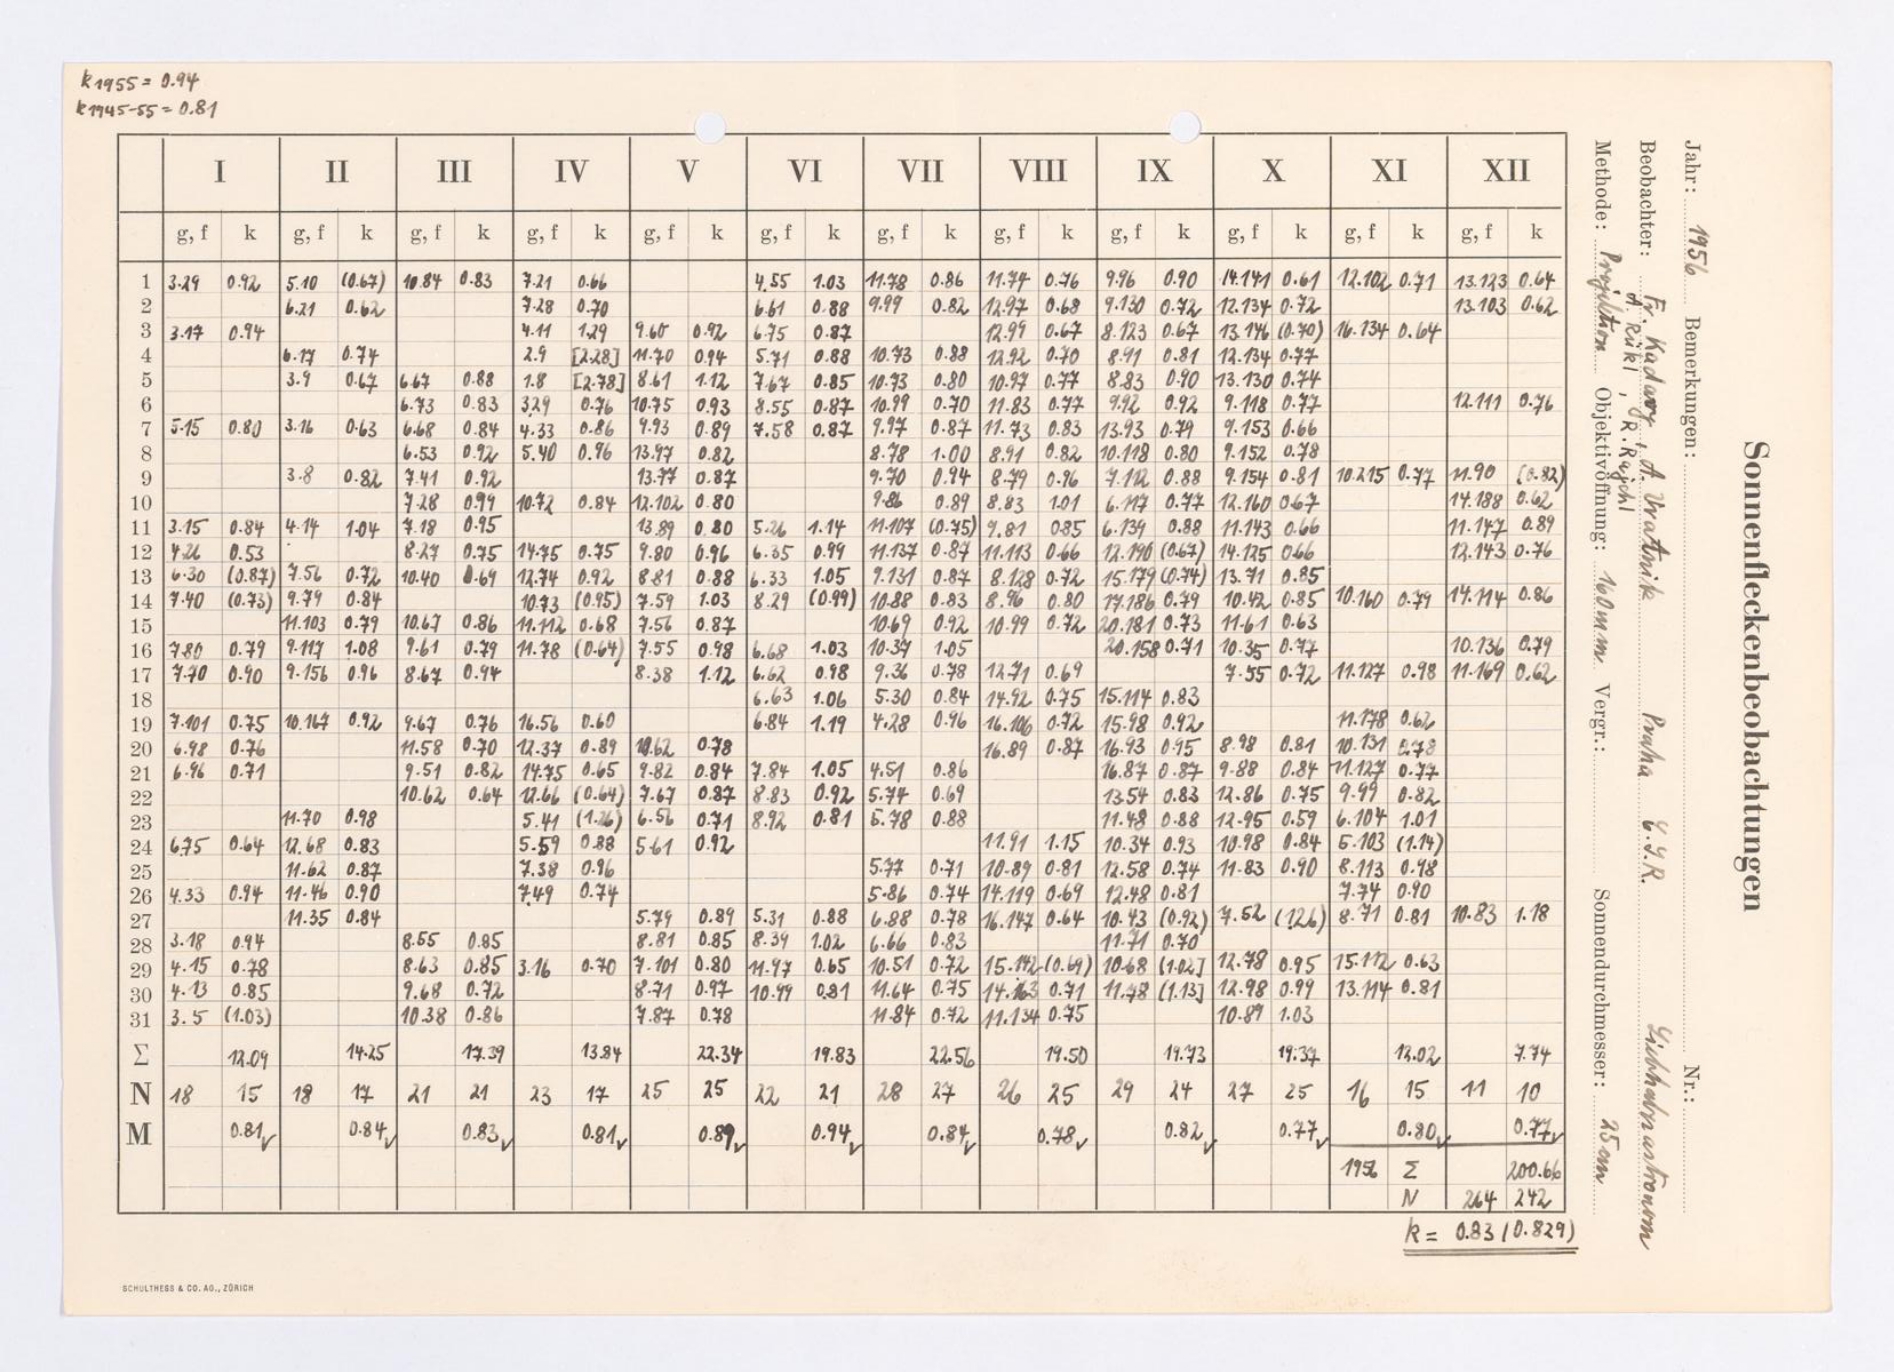 k1955 = 0.94
k1945-55 = 0.81
Sonnenfleckenbeobachtungen
Jahr: 1956 Bemerkungen: Nr.:
Beobachter: Fr. Kadavý, A. Vrátník Praha Č.S.R. Liebhaberastronom
A. Rükl, R. Rajchl
Methode: Projektion Objektivöffnung: 160mm Vergr.: Sonnendurchmesser: 25cm
I II III IV V VI VII VIII IX X XI XII
g, f k g, f k g, f k g, f k g, f k g, f k g, f k g, f k g, f k g, f k g, f k g, f k
1 3.29 0.92 5.10 (0.67) 10.84 0.83 7.21 0.66 4.55 1.03 11.78 0.86 11.74 0.76 9.96 0.90 14.141 0.61 12.102 0.71 13.123 0.64
2 6.21 0.62 7.28 0.70 6.61 0.88 9.99 0.82 12.97 0.68 9.130 0.72 12.134 0.72 13.103 0.62
3 3.17 0.94 4.11 1.29 9.60 0.92 6.75 0.87 12.99 0.67 8.123 0.67 13.146 (0.70) 16.134 0.64
4 6.17 0.74 2.9 [2.28] 11.70 0.94 5.71 0.88 10.73 0.88 12.92 0.70 8.91 0.81 12.134 0.77
5 3.9 0.67 6.67 0.88 1.8 [2.78] 8.61 1.12 7.67 0.85 10.73 0.80 10.97 0.77 8.83 0.90 13.130 0.74
6 6.73 0.83 3.29 0.76 10.75 0.93 8.55 0.87 10.99 0.70 11.83 0.77 9.92 0.92 9.118 0.77 12.111 0.76
7 5.15 0.80 3.16 0.63 6.68 0.84 4.33 0.86 9.93 0.89 7.58 0.87 9.97 0.87 11.73 0.83 13.93 0.79 9.153 0.66
8 6.53 0.92 5.40 0.96 13.97 0.82 8.78 1.00 8.91 0.82 10.118 0.80 9.152 0.78
9 3.8 0.82 7.41 0.92 13.77 0.87 9.70 0.94 8.79 0.96 7.112 0.88 9.154 0.81 10.215 0.77 11.90 (0.82)
10 7.28 0.99 10.72 0.84 12.102 0.80 9.86 0.89 8.83 1.01 6.117 0.77 12.160 0.67 14.188 0.62
11 3.15 0.84 4.14 1.04 7.18 0.95 13.89 0.80 5.26 1.14 11.107 (0.75) 9.81 0.85 6.139 0.88 11.143 0.66 11.147 0.89
12 4.26 0.53 8.27 0.75 14.75 0.75 9.80 0.96 6.35 0.99 11.137 0.87 11.113 0.66 12.190 (0.67) 14.125 0.66 12.143 0.76
13 6.30 (0.87) 7.56 0.72 10.40 0.69 12.74 0.92 8.81 0.88 6.33 1.05 9.131 0.87 8.128 0.72 15.179 (0.74) 13.71 0.85
14 7.40 (0.73) 9.79 0.84 10.73 (0.95) 7.59 1.03 8.29 (0.99) 10.88 0.83 8.96 0.80 17.186 0.79 10.42 0.85 10.160 0.79 14.114 0.86
15 11.103 0.79 10.67 0.86 11.112 0.68 7.56 0.87 10.69 0.92 10.99 0.72 20.181 0.73 11.61 0.63
16 7.80 0.79 9.117 1.08 9.61 0.79 11.78 (0.64) 7.55 0.98 6.68 1.03 10.39 1.05 20.158 0.71 10.35 0.77 10.136 0.79
17 7.70 0.90 9.156 0.96 8.67 0.94 8.38 1.12 6.62 0.98 9.36 0.78 12.71 0.69 7.55 0.72 11.127 0.98 11.169 0.62
18 6.63 1.06 5.30 0.84 14.92 0.75 15.114 0.83
19 7.101 0.75 10.167 0.92 9.67 0.76 16.56 0.60 6.84 1.19 4.28 0.96 16.106 0.72 15.98 0.92 11.178 0.62
20 6.98 0.76 11.58 0.70 12.37 0.89 10.62 0.78 16.89 0.87 16.93 0.95 8.98 0.81 10.131 0.78
21 6.96 0.71 9.51 0.82 14.75 0.65 9.82 0.84 7.84 1.05 4.51 0.86 16.87 0.87 9.88 0.84 11.127 0.77
22 10.62 0.64 12.66 (0.64) 7.67 0.87 8.83 0.92 5.74 0.69 13.54 0.83 12.86 0.75 9.99 0.82
23 11.70 0.98 5.41 (1.26) 6.56 0.71 8.92 0.81 5.78 0.88 11.48 0.88 12.95 0.59 6.104 1.01
24 6.75 0.64 12.68 0.83 5.59 0.88 5.61 0.92 11.91 1.15 10.34 0.93 10.98 0.84 5.103 (1.14)
25 11.62 0.87 7.38 0.96 5.77 0.71 10.89 0.81 12.58 0.74 11.83 0.90 8.113 0.98
26 4.33 0.94 11.46 0.90 7.49 0.74 5.86 0.74 14.119 0.69 12.48 0.81 7.74 0.90
27 11.35 0.84 5.79 0.89 5.31 0.88 6.88 0.78 16.147 0.64 10.43 (0.92) 7.52 (1.26) 8.71 0.81 10.83 1.18
28 3.18 0.94 8.55 0.85 8.81 0.85 8.39 1.02 6.66 0.83 11.71 0.70
29 4.15 0.78 8.63 0.85 3.16 0.70 7.101 0.80 11.97 0.65 10.51 0.72 15.142 (0.69) 10.68 (1.02] 12.78 0.95 15.112 0.63
30 4.13 0.85 9.68 0.72 8.71 0.97 10.99 0.81 11.64 0.75 14.163 0.71 11.78 (1.13] 12.98 0.99 13.114 0.81
31 3.5 (1.03) 10.38 0.86 7.87 0.78 11.84 0.72 11.134 0.75 10.89 1.03
Σ 12.09 14.25 17.39 13.84 22.34 19.83 22.56 19.50 19.73 19.37 12.02 7.74
N 18 15 18 17 21 21 23 17 25 25 22 21 28 27 26 25 29 24 27 25 16 15 11 10
M 0.81 0.84 0.83 0.81 0.89 0.94 0.84 0.78 0.82 0.77 0.80 0.77
1956 Σ 200.66
N 264 242
k = 0.83 (0.829)
SCHULTHESS & CO. AG., ZÜRICH